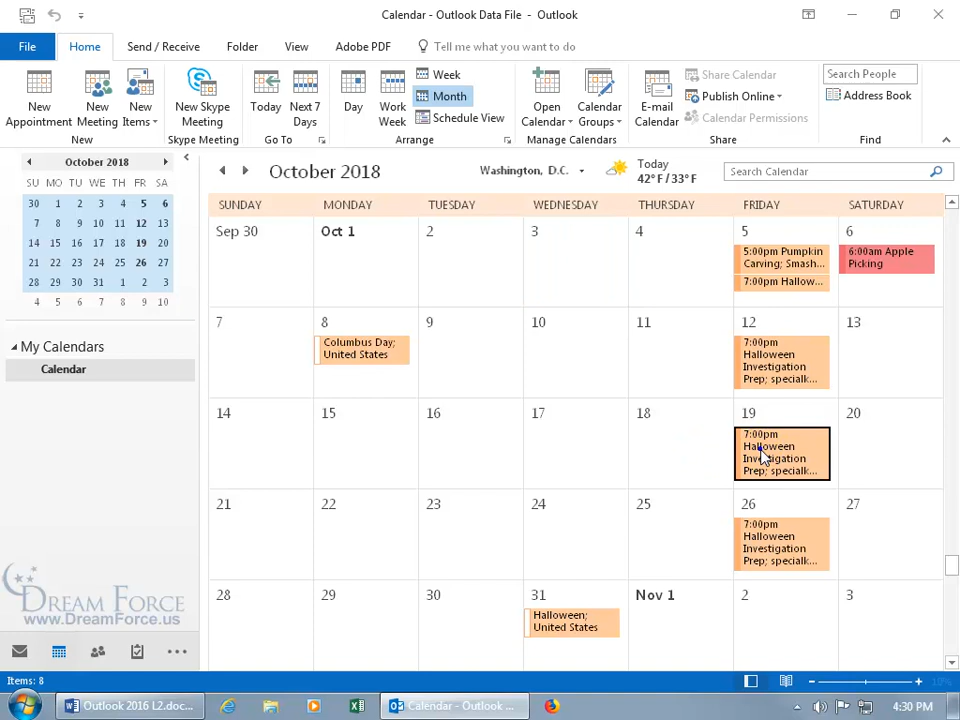 Calendar - Outlook Data File - Outlook
File Home Send / Receive Folder View Adobe PDF Tell me what you want to do
New Appointment
New Meeting
New Items
New Skype Meeting
Today
Next 7 Days
Day
Work Week
Week
Month
Schedule View
Open Calendar
Calendar Groups
E-mail Calendar
Share Calendar
Publish Online
Calendar Permissions
Search People
Address Book
New Skype Meeting Go To Arrange Manage Calendars Share Find
October 2018
SU MO TU WE TH FR SA
30 1 2 3 4 5 6
7 8 9 10 11 12 13
14 15 16 17 18 19 20
21 22 23 24 25 26 27
28 29 30 31 1 2 3
4 5 6 7 8 9 10
My Calendars
Calendar
October 2018
Washington, D.C.
Today
42°F / 33°F
Search Calendar
SUNDAY MONDAY TUESDAY WEDNESDAY THURSDAY FRIDAY SATURDAY
Sep 30 Oct 1 2 3 4 5 6
5:00pm Pumpkin
Carving; Smash...
7:00pm Hallow...
6:00am Apple
Picking
7 8 9 10 11 12 13
Columbus Day;
United States
7:00pm
Halloween
Investigation
Prep; specialk...
14 15 16 17 18 19 20
7:00pm
Halloween
Investigation
Prep; specialk...
21 22 23 24 25 26 27
7:00pm
Halloween
Investigation
Prep; specialk...
28 29 30 31 Nov 1 2 3
Halloween;
United States
DREAM FORCE
www.DreamForce.us
Items: 8
Outlook 2016 L2.doc...
Calendar - Outlook ...
4:30 PM